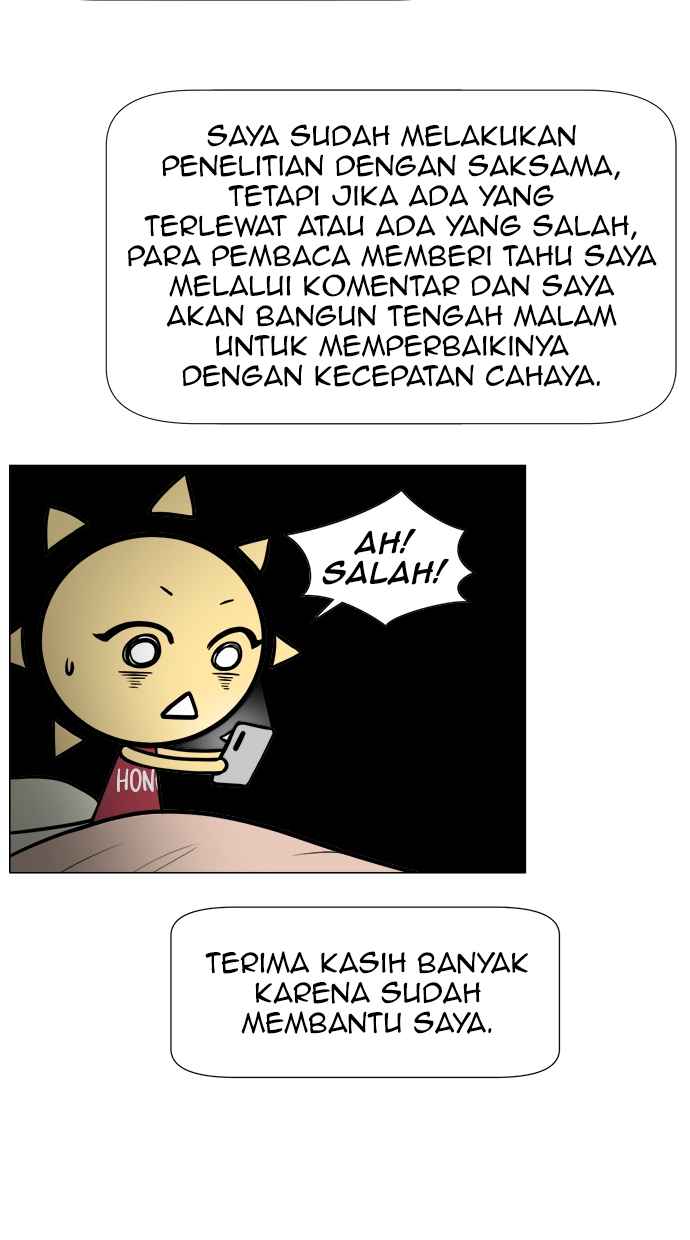 SAYA SUDAH MELAKUKAN
PENELITIAN DENGAN SAKSAMA,
TETAPI JIKA ADA YANG
TERLEWAT ATAU ADA YANG SALAH,
PARA PEMBACA MEMBERI TAHU SAYA
MELALUI KOMENTAR DAN SAYA
AKAN BANGUN TENGAH MALAM
UNTUK MEMPERBAIKINYA
DENGAN KECEPATAN CAHAYA.
AH!
SALAH!
HON
TERIMA KASIH BANYAK
KARENA SUDAH
MEMBANTU SAYA.